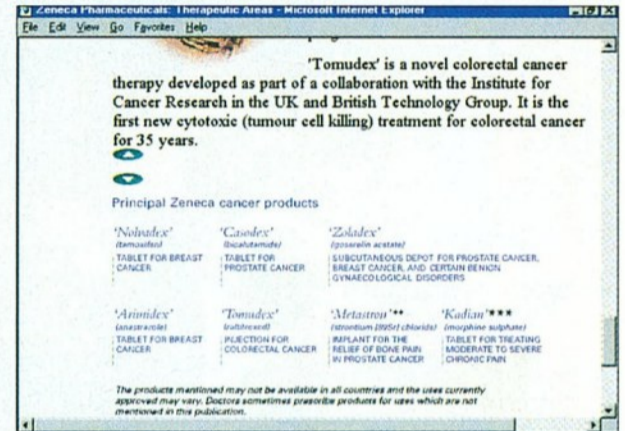 Zeneca Pharmaceuticals: Therapeutic Areas - Microsoft Internet Explorer
File Edit View Go Favorites Help
'Tomudex' is a novel colorectal cancer
therapy developed as part of a collaboration with the Institute for
Cancer Research in the UK and British Technology Group. It is the
first new cytotoxic (tumour cell killing) treatment for colorectal cancer
for 35 years.
Principal Zeneca cancer products
'Nolvadex' 'Casodex' 'Zoladex'
(tamoxifen) (bicalutamide) (goserelin acetate)
TABLET FOR BREAST TABLET FOR SUBCUTANEOUS DEPOT FOR PROSTATE CANCER,
CANCER PROSTATE CANCER BREAST CANCER, AND CERTAIN BENIGN
GYNAECOLOGICAL DISORDERS
'Arimidex' 'Tomudex' 'Metastron'** 'Kadian'***
(anastrozole) (raltitrexed) (strontium [89Sr] chloride) (morphine sulphate)
TABLET FOR BREAST INJECTION FOR IMPLANT FOR THE TABLET FOR TREATING
CANCER COLORECTAL CANCER RELIEF OF BONE PAIN MODERATE TO SEVERE
IN PROSTATE CANCER CHRONIC PAIN
The products mentioned may not be available in all countries and the uses currently
approved may vary. Doctors sometimes prescribe products for uses which are not
mentioned in this publication.